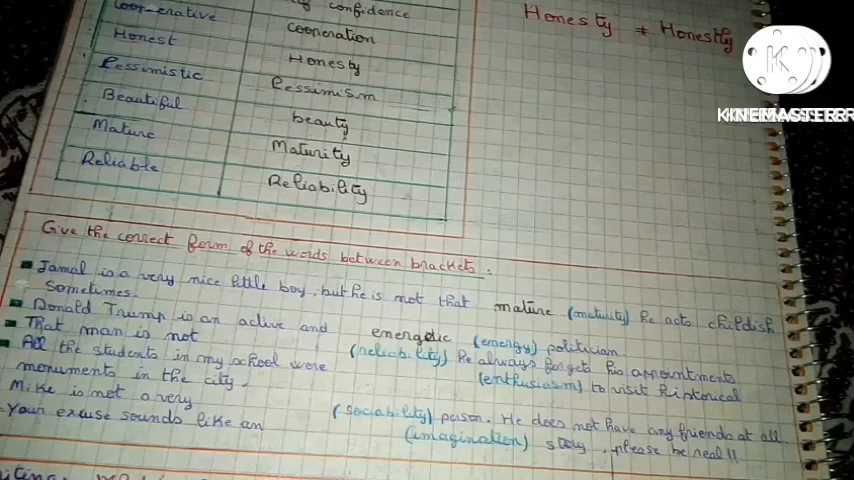 Cooperative of confidence
Cooperation
Honest Honesty
Pessimistic Pessimism
Beautiful beauty
Mature Maturity
Reliable Reliability
Honesty * Honestly
K
KINEMASTER
Give the correct form of the words between brackets:
Jamal is a very nice little boy. but he is not that mature (maturity) he acts childish
sometimes.
Donald Trump is an active and energetic (energy) politician.
That man is not (reliability) he always forgets his appointments
All the students in my school were (enthusiasm) to visit historical
monuments in the city.
Mike is not a very (sociability) person. He does not have any friends at all
Your excuse sounds like an (imagination) story, please be real!!